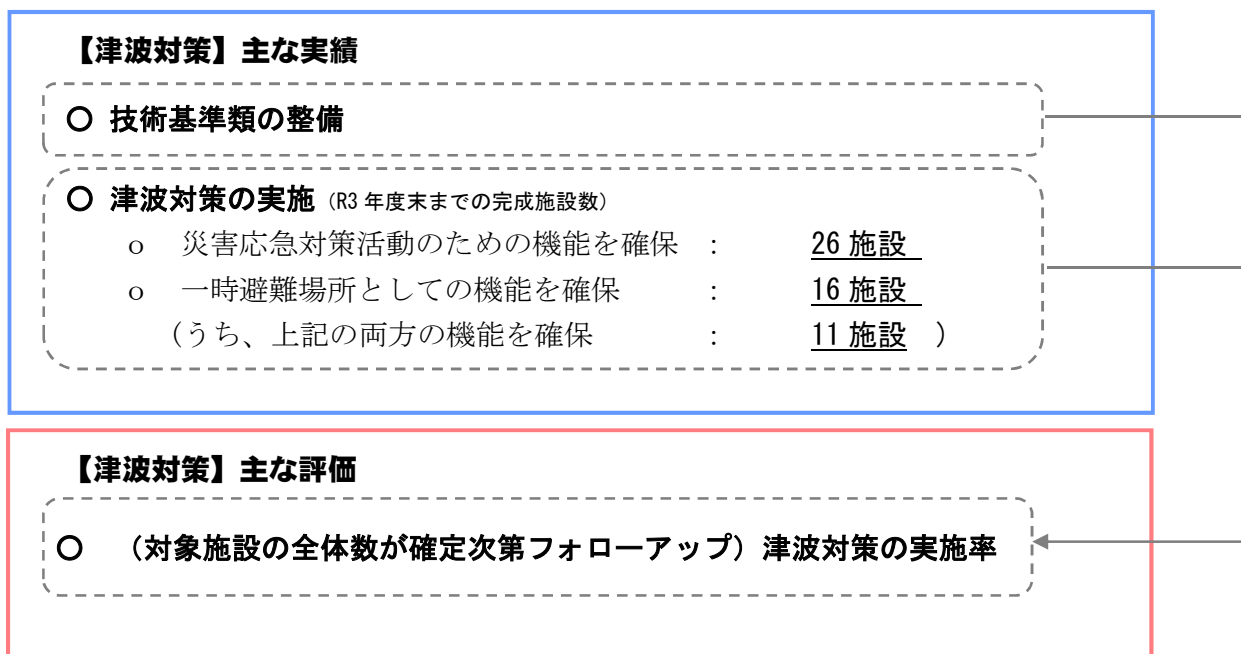 【津波対策】主な実績
○ 技術基準類の整備
○ 津波対策の実施（R3 年度末までの完成施設数）
o 災害応急対策活動のための機能を確保 : 26 施設
o 一時避難場所としての機能を確保 : 16 施設
（うち、上記の両方の機能を確保 : 11 施設 ）
【津波対策】主な評価
○ （対象施設の全体数が確定次第フォローアップ）津波対策の実施率